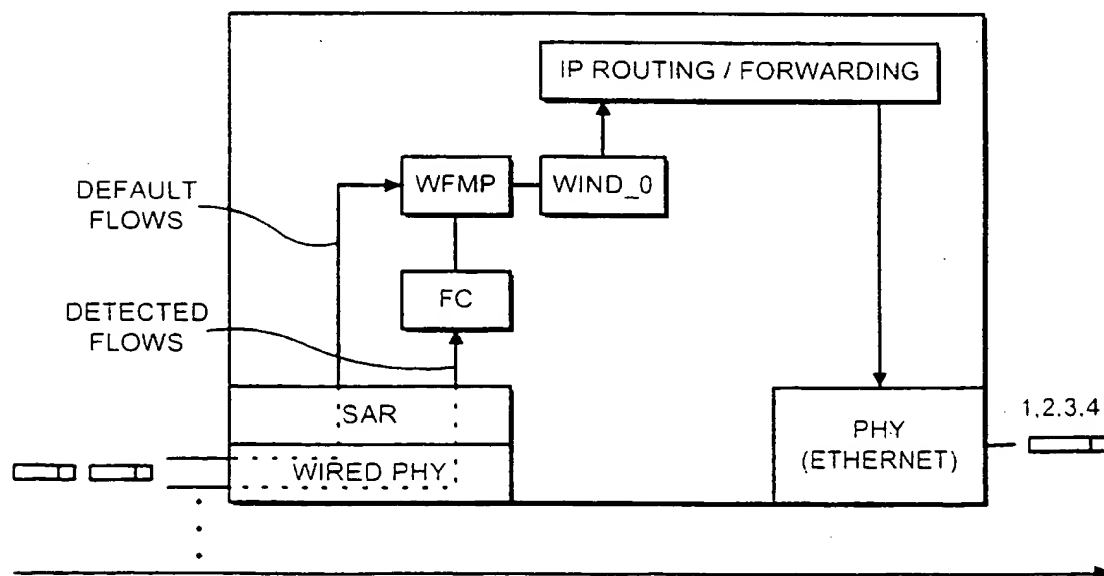 IP ROUTING / FORWARDING
DEFAULT
FLOWS
WFMP
WIND_0
DETECTED
FLOWS
FC
SAR
WIRED PHY
PHY
(ETHERNET)
1,2,3,4